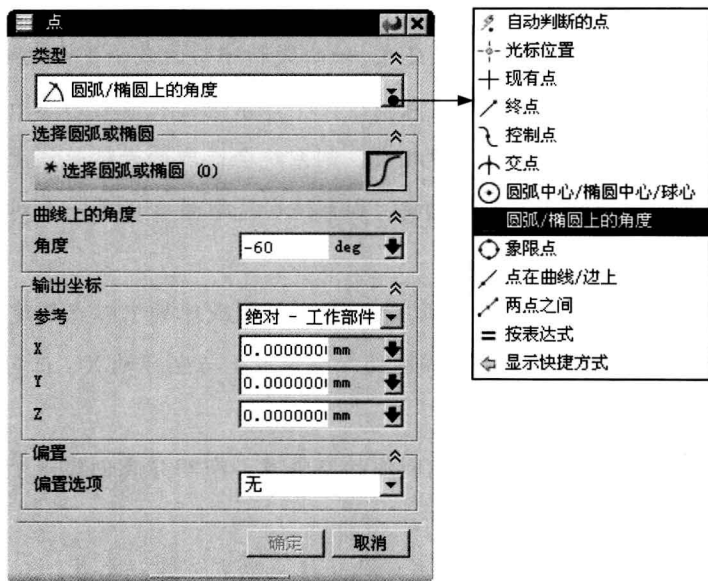 点
类型
圆弧/椭圆上的角度
选择圆弧或椭圆
* 选择圆弧或椭圆 (0)
曲线上的角度
角度 -60 deg
输出坐标
参考 绝对 - 工作部件
X 0.000000 mm
Y 0.000000 mm
Z 0.000000 mm
偏置
偏置选项 无
确定 取消
自动判断的点
光标位置
现有点
终点
控制点
交点
圆弧中心/椭圆中心/球心
圆弧/椭圆上的角度
象限点
点在曲线/边上
两点之间
按表达式
显示快捷方式